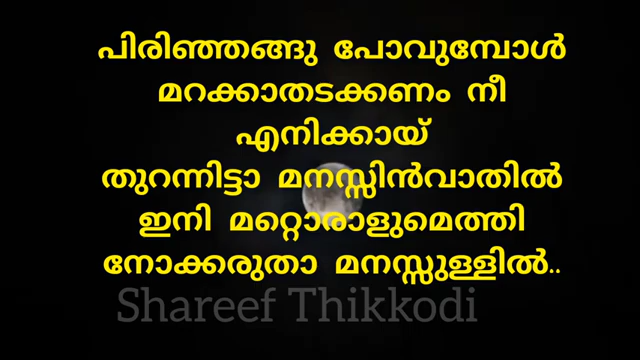 പിരിഞ്ഞങ്ങു പോവുമ്പോൾ
മറക്കാതടക്കണം നീ
എനിക്കായ്
തുറന്നിട്ടാ മനസ്സിൻവാതിൽ
ഇനി മറ്റൊരാളുമെത്തി
നോക്കരുതാ മനസ്സുള്ളിൽ..
Shareef Thikkodi